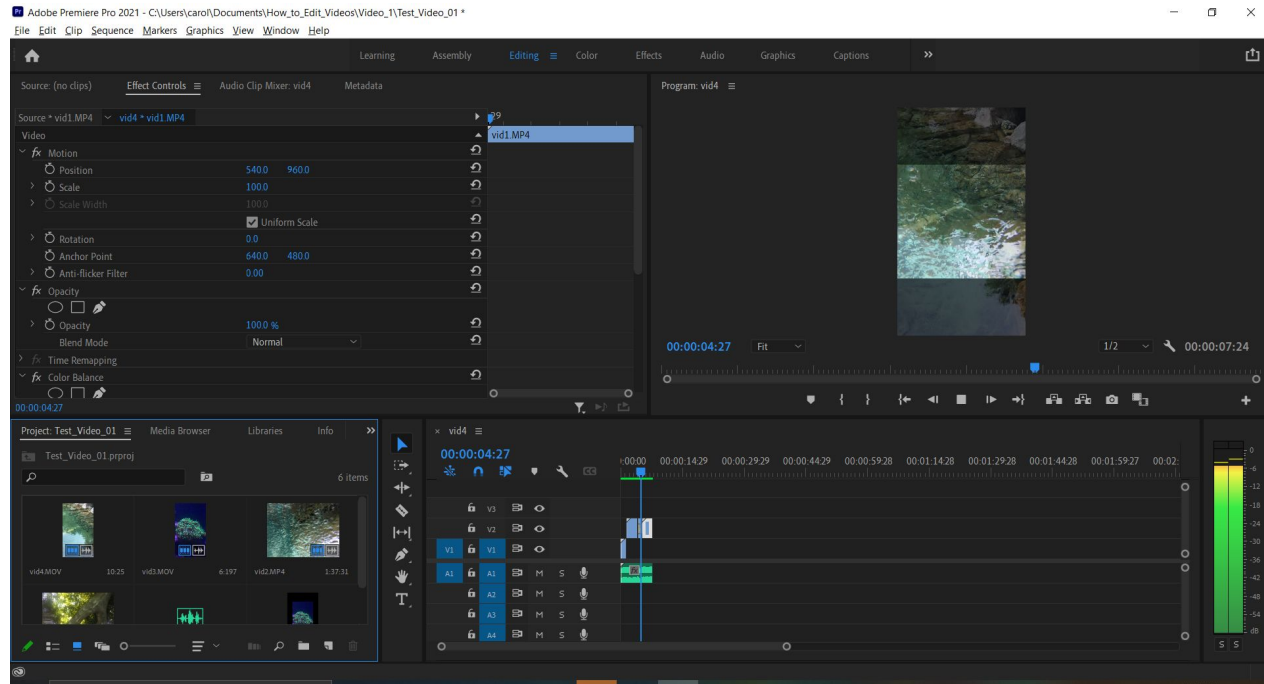 Adobe Premiere Pro 2021 - C:\Users\carol\Documents\How_to_Edit_Videos\Video_1\Test_Video_01 *
File Edit Clip Sequence Markers Graphics View Window Help
Learning Assembly Editing Color Effects Audio Graphics Captions
Source: (no clips) Effect Controls Audio Clip Mixer: vid4 Metadata
Source * vid1.MP4 vid4 * vid1.MP4
Video
vid1.MP4
fx Motion
Position 540.0 960.0
Scale 100.0
Scale Width 100.0
Uniform Scale
Rotation 0.0
Anchor Point 640.0 480.0
Anti-flicker Filter 0.00
fx Opacity
Opacity 100.0 %
Blend Mode Normal
fx Time Remapping
fx Color Balance
00:00:04:27
Program: vid4
00:00:04:27 Fit 1/2 00:00:07:24
Project: Test_Video_01 Media Browser Libraries Info
Test_Video_01.prproj
6 items
vid4.MOV 10:25 vid3.MOV 6:197 vid2.MP4 1:37:31
vid4
00:00:04:27
:00:00 00:00:14:29 00:00:29:29 00:00:44:29 00:00:59:28 00:01:14:28 00:01:29:28 00:01:44:28 00:01:59:27 00:02:
V3
V2
V1 V1
A1 A1 M S
A2 M S
A3 M S
A4 M S
0
-6
-12
-18
-24
-30
-36
-42
-48
-54
dB
S S